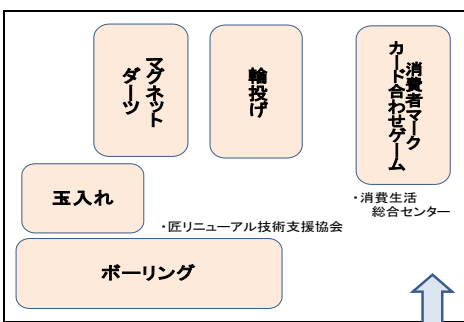 マグネット
ダーツ
輪投げ
消費者マーク
カード合わせゲーム
玉入れ
・消費生活
総合センター
・匠リニューアル技術支援協会
ボーリング